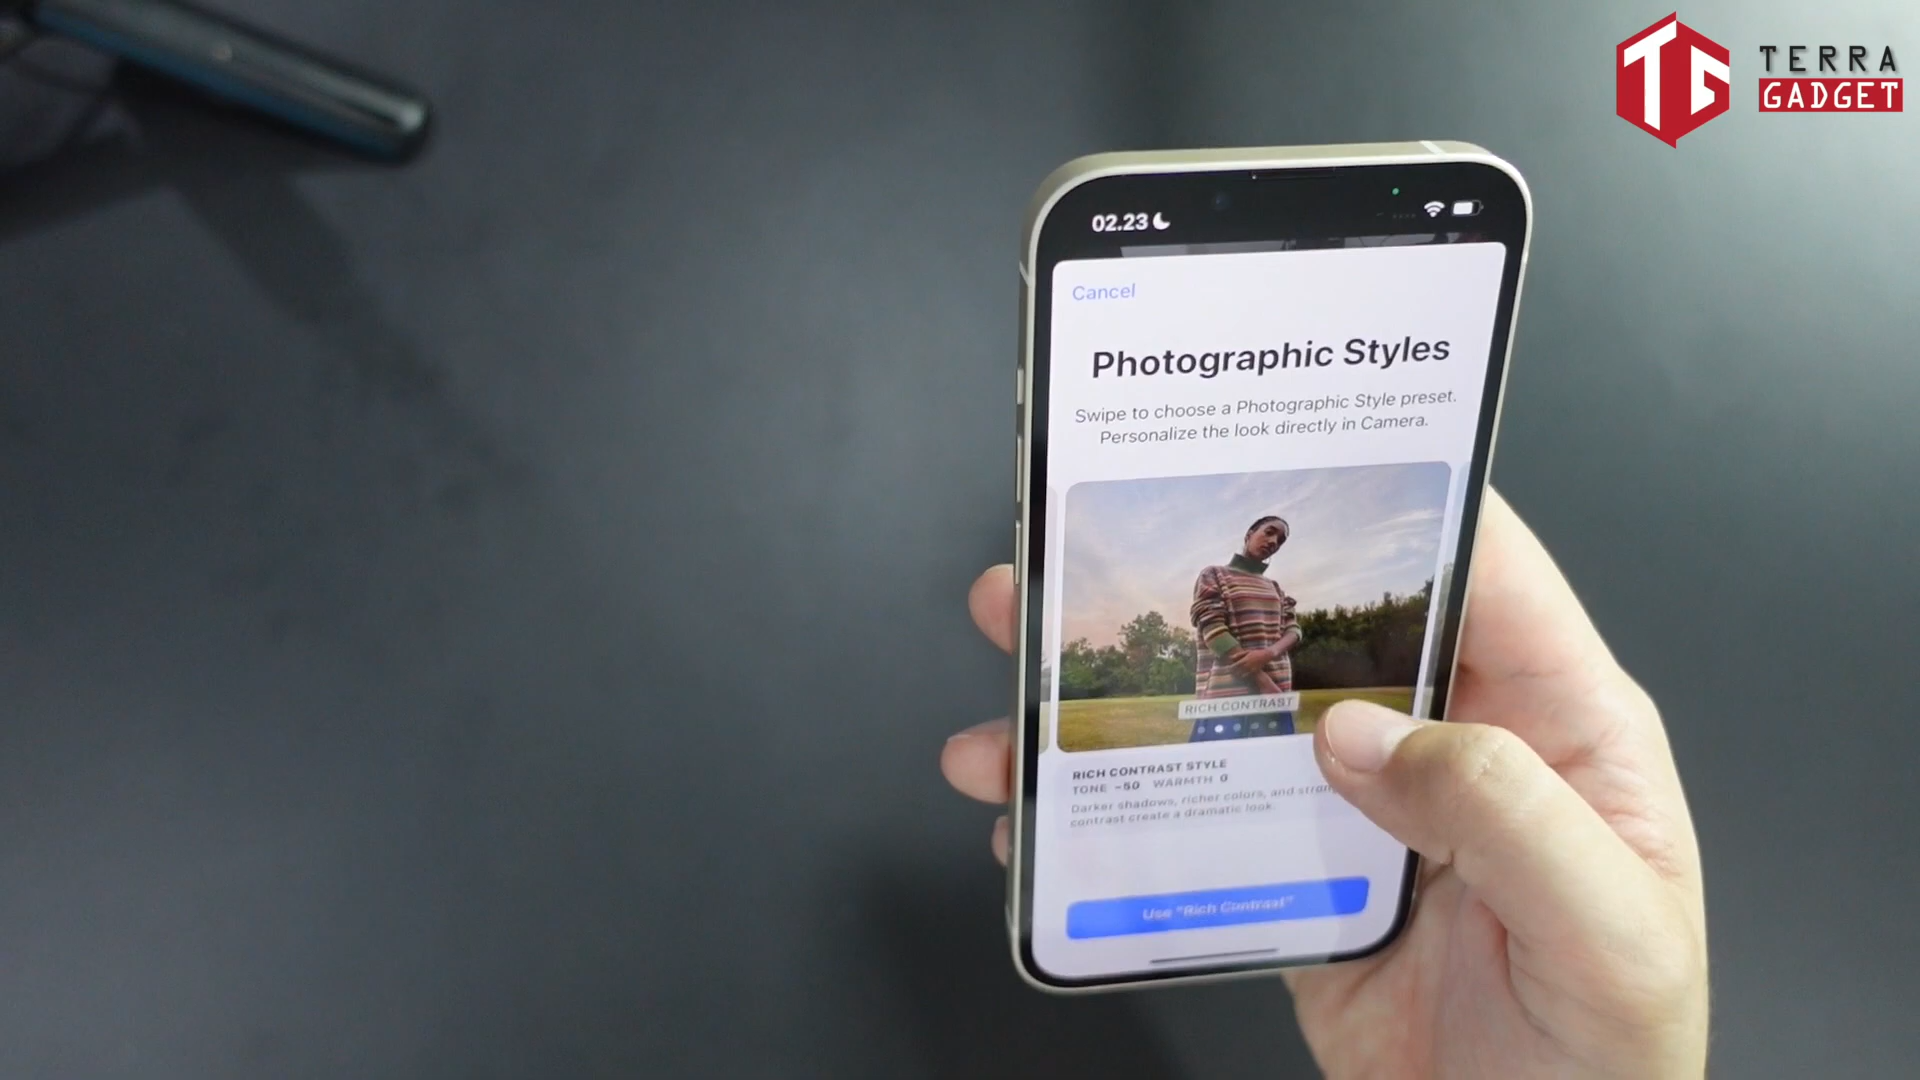 TERRA
GADGET
TG
02.23
Cancel
Photographic Styles
Swipe to choose a Photographic Style preset.
Personalize the look directly in Camera.
RICH CONTRAST
RICH CONTRAST STYLE
TONE -50 WARMTH 0
Darker shadows, richer colors, and
contrast create a dramatic look.
Use "Rich Contrast"